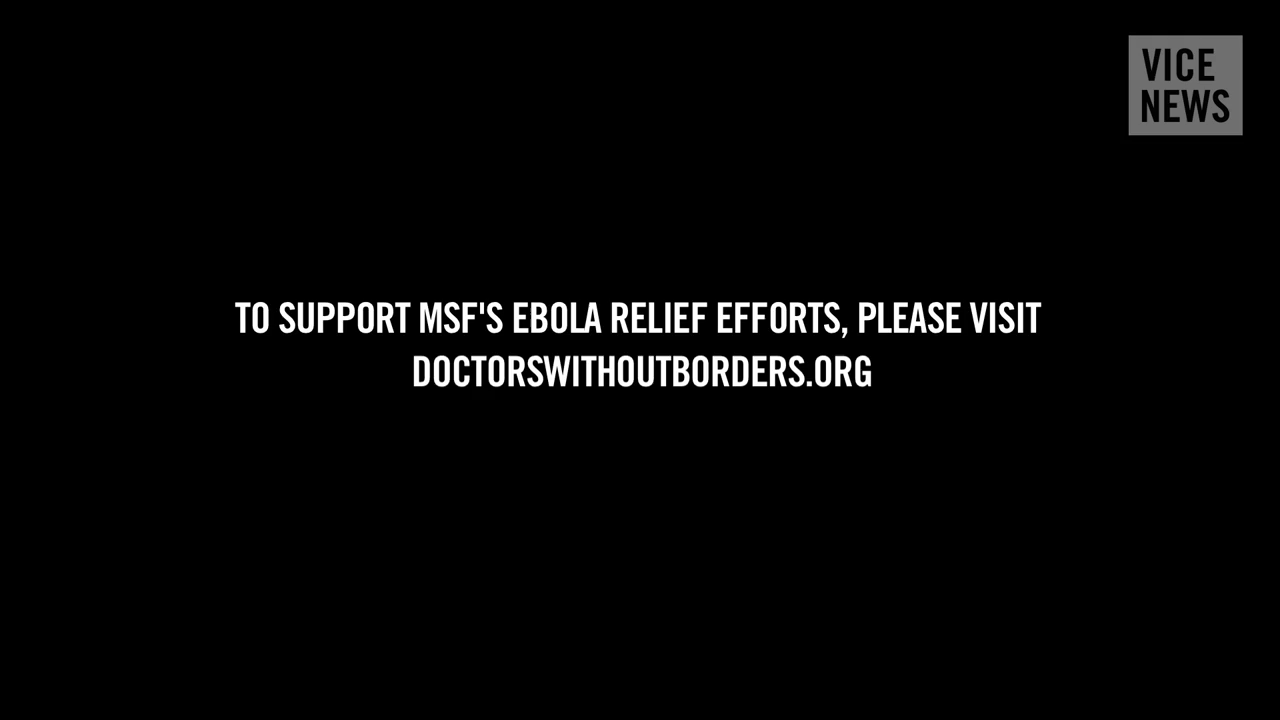 VICE
NEWS
TO SUPPORT MSF'S EBOLA RELIEF EFFORTS, PLEASE VISIT
DOCTORSWITHOUTBORDERS.ORG